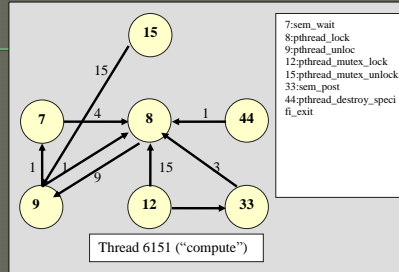 15
7:sem_wait
8:pthread_lock
9:pthread_unloc
12:pthread_mutex_lock
15:pthread_mutex_unlock
33:sem_post
44:pthread_destroy_speci
fi_exit
15
7
4
8
1
44
1
1
9
15
3
9
12
33
Thread 6151 ("compute")